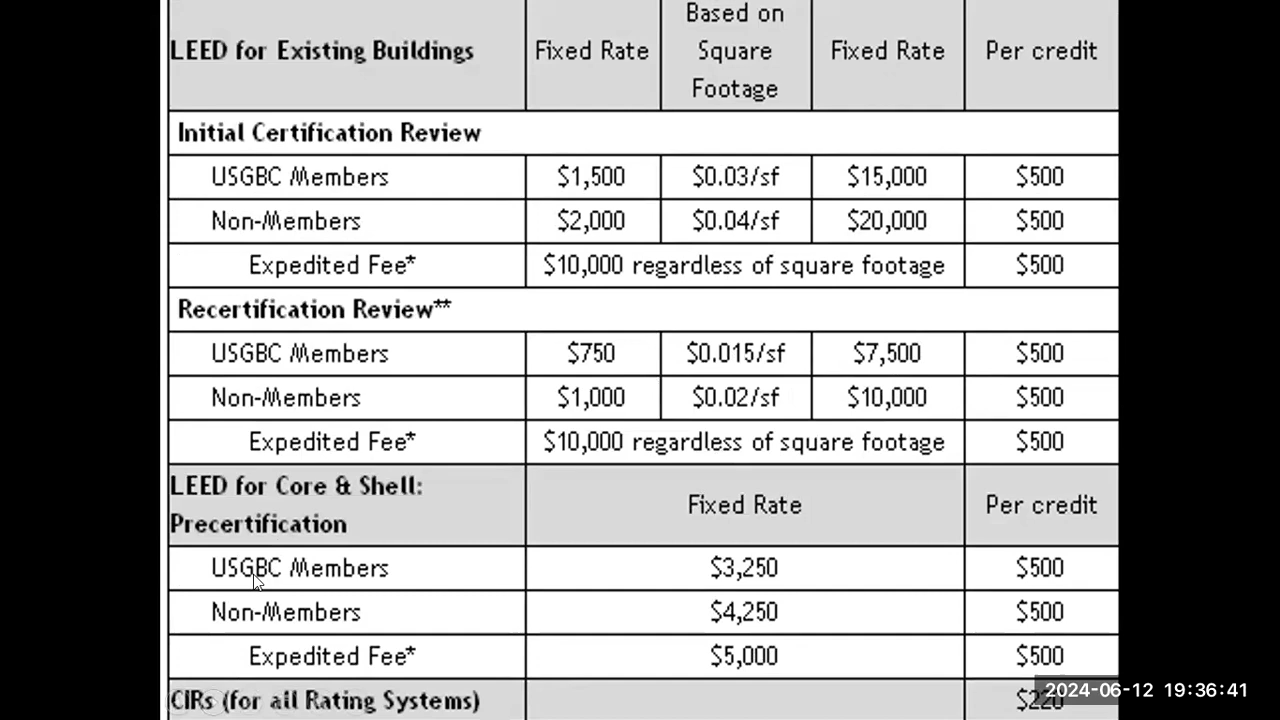 LEED for Existing Buildings Fixed Rate Based on Square Footage Fixed Rate Per credit
Initial Certification Review
USGBC Members $1,500 $0.03/sf $15,000 $500
Non-Members $2,000 $0.04/sf $20,000 $500
Expedited Fee* $10,000 regardless of square footage $500
Recertification Review**
USGBC Members $750 $0.015/sf $7,500 $500
Non-Members $1,000 $0.02/sf $10,000 $500
Expedited Fee* $10,000 regardless of square footage $500
LEED for Core & Shell: Precertification Fixed Rate Per credit
USGBC Members $3,250 $500
Non-Members $4,250 $500
Expedited Fee* $5,000 $500
CIRs (for all Rating Systems) $220
2024-06-12 19:36:41